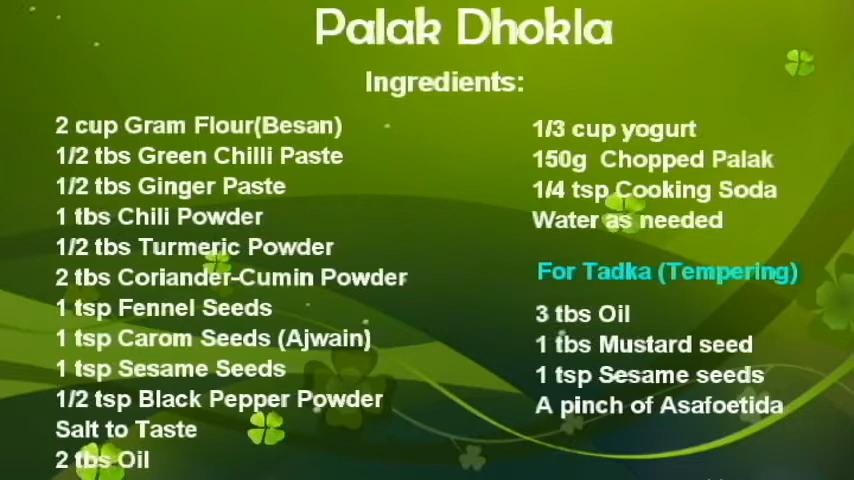 Palak Dhokla
Ingredients:
2 cup Gram Flour(Besan)
1/2 tbs Green Chilli Paste
1/2 tbs Ginger Paste
1 tbs Chili Powder
1/2 tbs Turmeric Powder
2 tbs Coriander-Cumin Powder
1 tsp Fennel Seeds
1 tsp Carom Seeds (Ajwain)
1 tsp Sesame Seeds
1/2 tsp Black Pepper Powder
Salt to Taste
2 tbs Oil
1/3 cup yogurt
150g Chopped Palak
1/4 tsp Cooking Soda
Water as needed
For Tadka (Tempering)
3 tbs Oil
1 tbs Mustard seed
1 tsp Sesame seeds
A pinch of Asafoetida